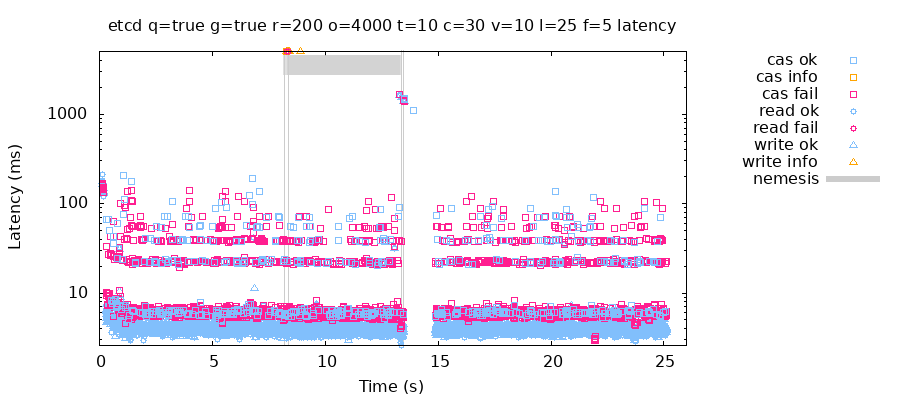 etcd q=true g=true r=200 o=4000 t=10 c=30 v=10 l=25 f=5 latency
Latency (ms)
1000
100
10
0 5 10 15 20 25
Time (s)
cas ok
cas info
cas fail
read ok
read fail
write ok
write info
nemesis